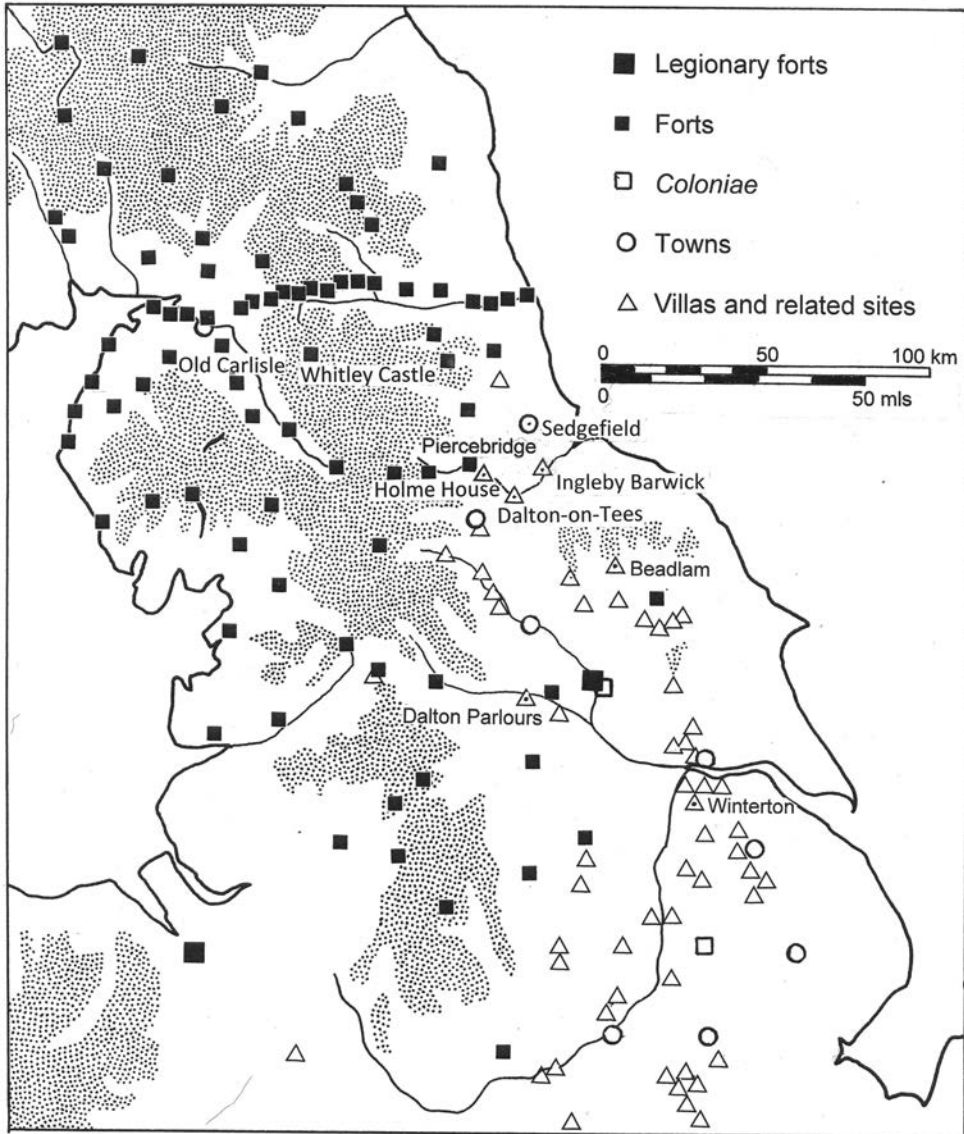 Legionary forts
Forts
Coloniae
Towns
Villas and related sites
0 50 100 km
0 50 mls
Old Carlisle
Whitley Castle
Sedgefield
Piercebridge
Holme House
Ingleby Barwick
Dalton-on-Tees
Beadlam
Dalton Parlours
Winterton